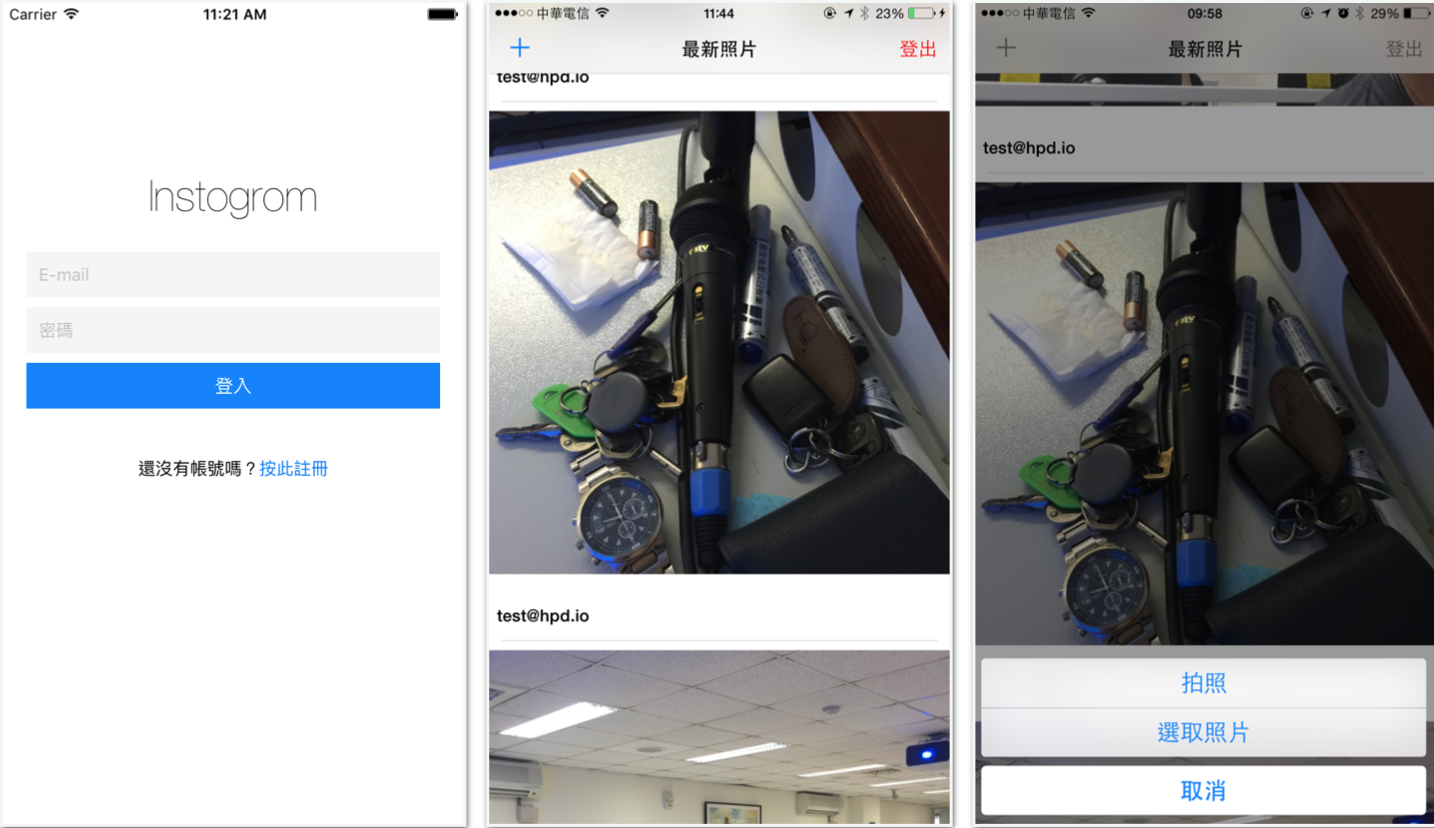 Carrier 11:21 AM
Instogrom
E-mail
密碼
登入
還沒有帳號嗎？按此註冊
中華電信 11:44 23%
最新照片 登出
test@hpd.io
test@hpd.io
中華電信 09:58 29%
最新照片 登出
test@hpd.io
拍照
選取照片
取消